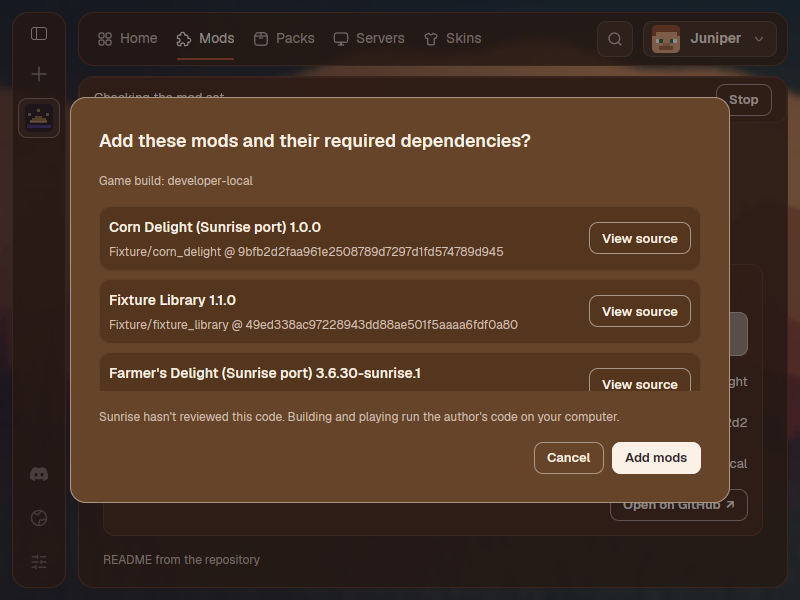 Home
Mods
Packs
Servers
Skins
Juniper
Stop
Add these mods and their required dependencies?
Game build: developer-local
Corn Delight (Sunrise port) 1.0.0
Fixture/corn_delight @ 9bfb2d2faa961e2508789d7297d1fd574789d945
View source
Fixture Library 1.1.0
Fixture/fixture_library @ 49ed338ac97228943dd88ae501f5aaaa6fdf0a80
View source
Farmer's Delight (Sunrise port) 3.6.30-sunrise.1
View source
Sunrise hasn't reviewed this code. Building and playing run the author's code on your computer.
Cancel
Add mods
Open on GitHub
README from the repository